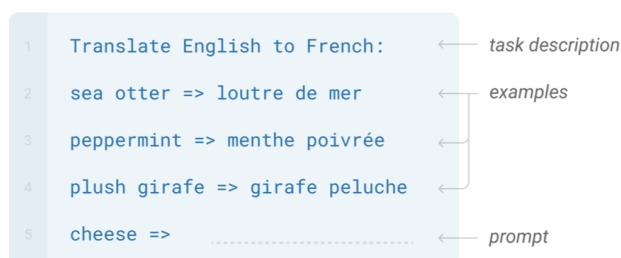 1 Translate English to French: task description
2 sea otter => loutre de mer examples
3 peppermint => menthe poivrée
4 plush girafe => girafe peluche
5 cheese => prompt